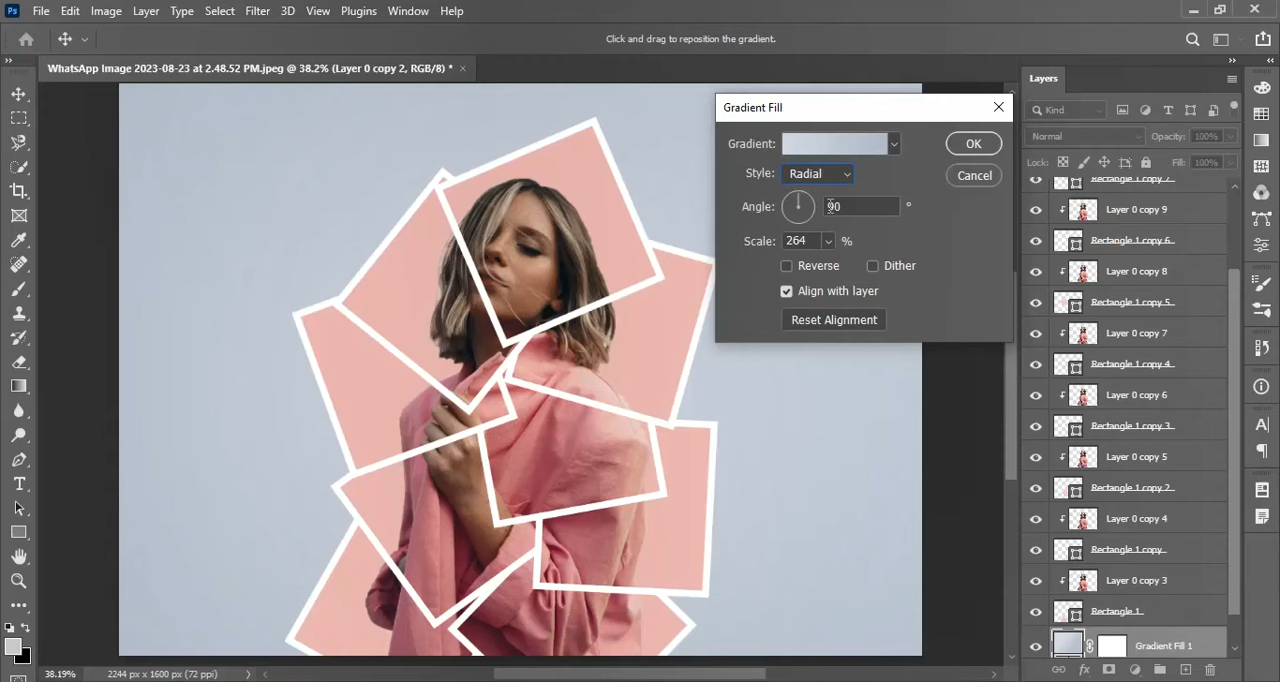 Ps File Edit Image Layer Type Select Filter 3D View Plugins Window Help
Click and drag to reposition the gradient.
WhatsApp Image 2023-08-23 at 2.48.52 PM.jpeg @ 38.2% (Layer 0 copy 2, RGB/8) *
Layers
Gradient Fill
Kind
Gradient:
OK
Normal
Opacity: 100%
Style: Radial
Cancel
Lock:
Fill: 100%
Rectangle 1 copy 7
Angle: 90 °
Layer 0 copy 9
Scale: 264 %
Rectangle 1 copy 6
Reverse
Dither
Layer 0 copy 8
Align with layer
Rectangle 1 copy 5
Reset Alignment
Layer 0 copy 7
Rectangle 1 copy 4
Layer 0 copy 6
Rectangle 1 copy 3
Layer 0 copy 5
Rectangle 1 copy 2
Layer 0 copy 4
Rectangle 1 copy
Layer 0 copy 3
Rectangle 1
Gradient Fill 1
38.19%
2244 px x 1600 px (72 ppi)